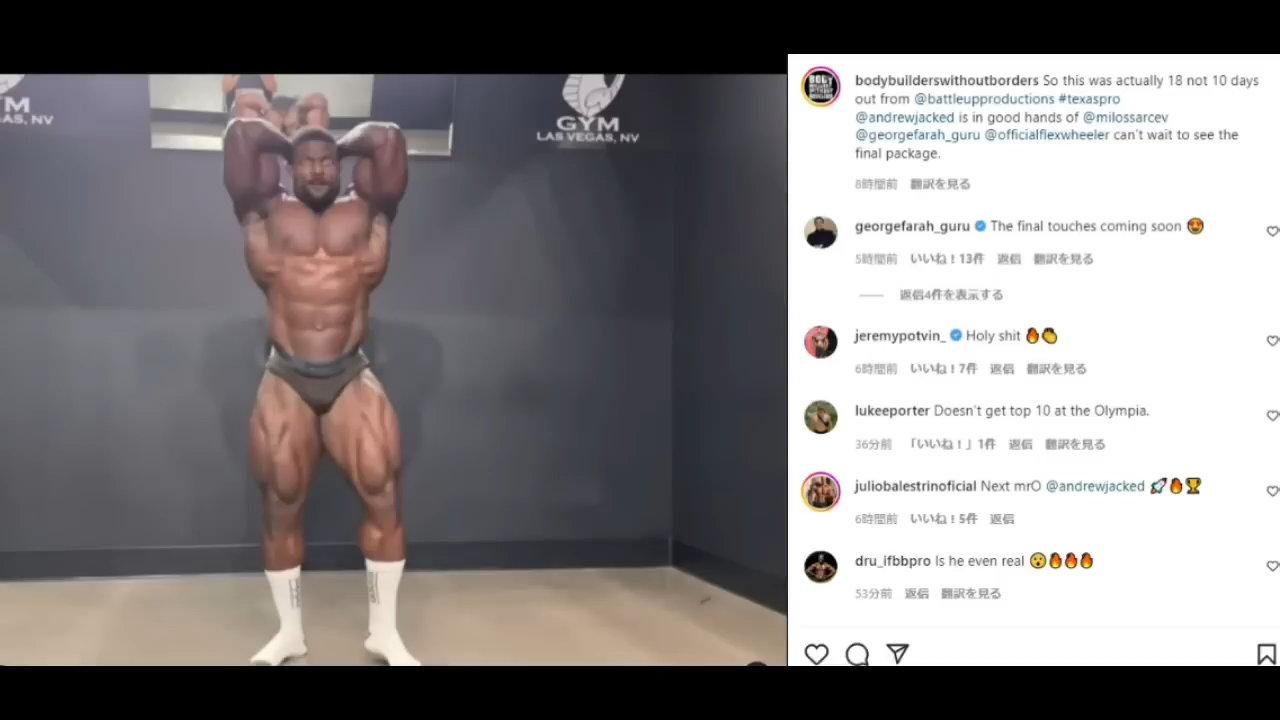 YM
AS, NV
GYM
LAS VEGAS, NV
bodybuilderswithoutborders So this was actually 18 not 10 days
out from @battleupproductions #texaspro
@andrewjacked is in good hands of @milossarcev
@georgefarah_guru @officialflexwheeler can't wait to see the
final package.
8時間前 翻訳を見る
georgefarah_guru The final touches coming soon 😍
5時間前 いいね！13件 返信 翻訳を見る
返信4件を表示する
jeremypotvin_ Holy shit 🔥👏
6時間前 いいね！7件 返信 翻訳を見る
lukeeporter Doesn't get top 10 at the Olympia.
36分前 「いいね！」1件 返信 翻訳を見る
juliobalestrinoficial Next mrO @andrewjacked 🚀🔥🏆
6時間前 いいね！5件 返信
dru_ifbbpro Is he even real 😮🔥🔥🔥
53分前 返信 翻訳を見る